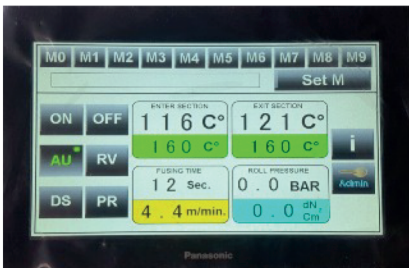 M0 M1 M2 M3 M4 M5 M6 M7 M8 M9
Set M
ENTER SECTION EXIT SECTION
ON OFF 116 C° 121 C°
160 C° 160 C° i
AU RV
FUSING TIME ROLL PRESSURE
12 Sec. 0.0 BAR Admin
DS PR 4.4 m/min. 0.0 dN/Cm
Panasonic